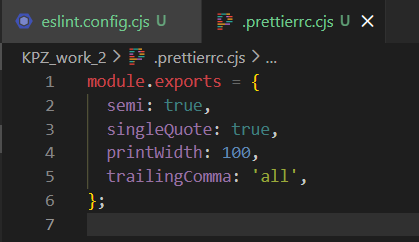 eslint.config.cjs U
.prettierrc.cjs U
KPZ_work_2 > .prettierrc.cjs > ...
1 module.exports = {
2 semi: true,
3 singleQuote: true,
4 printWidth: 100,
5 trailingComma: 'all',
6 };
7